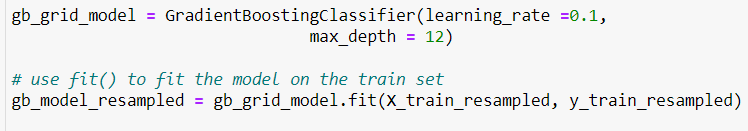 gb_grid_model = GradientBoostingClassifier(learning_rate =0.1,
max_depth = 12)
# use fit() to fit the model on the train set
gb_model_resampled = gb_grid_model.fit(X_train_resampled, y_train_resampled)